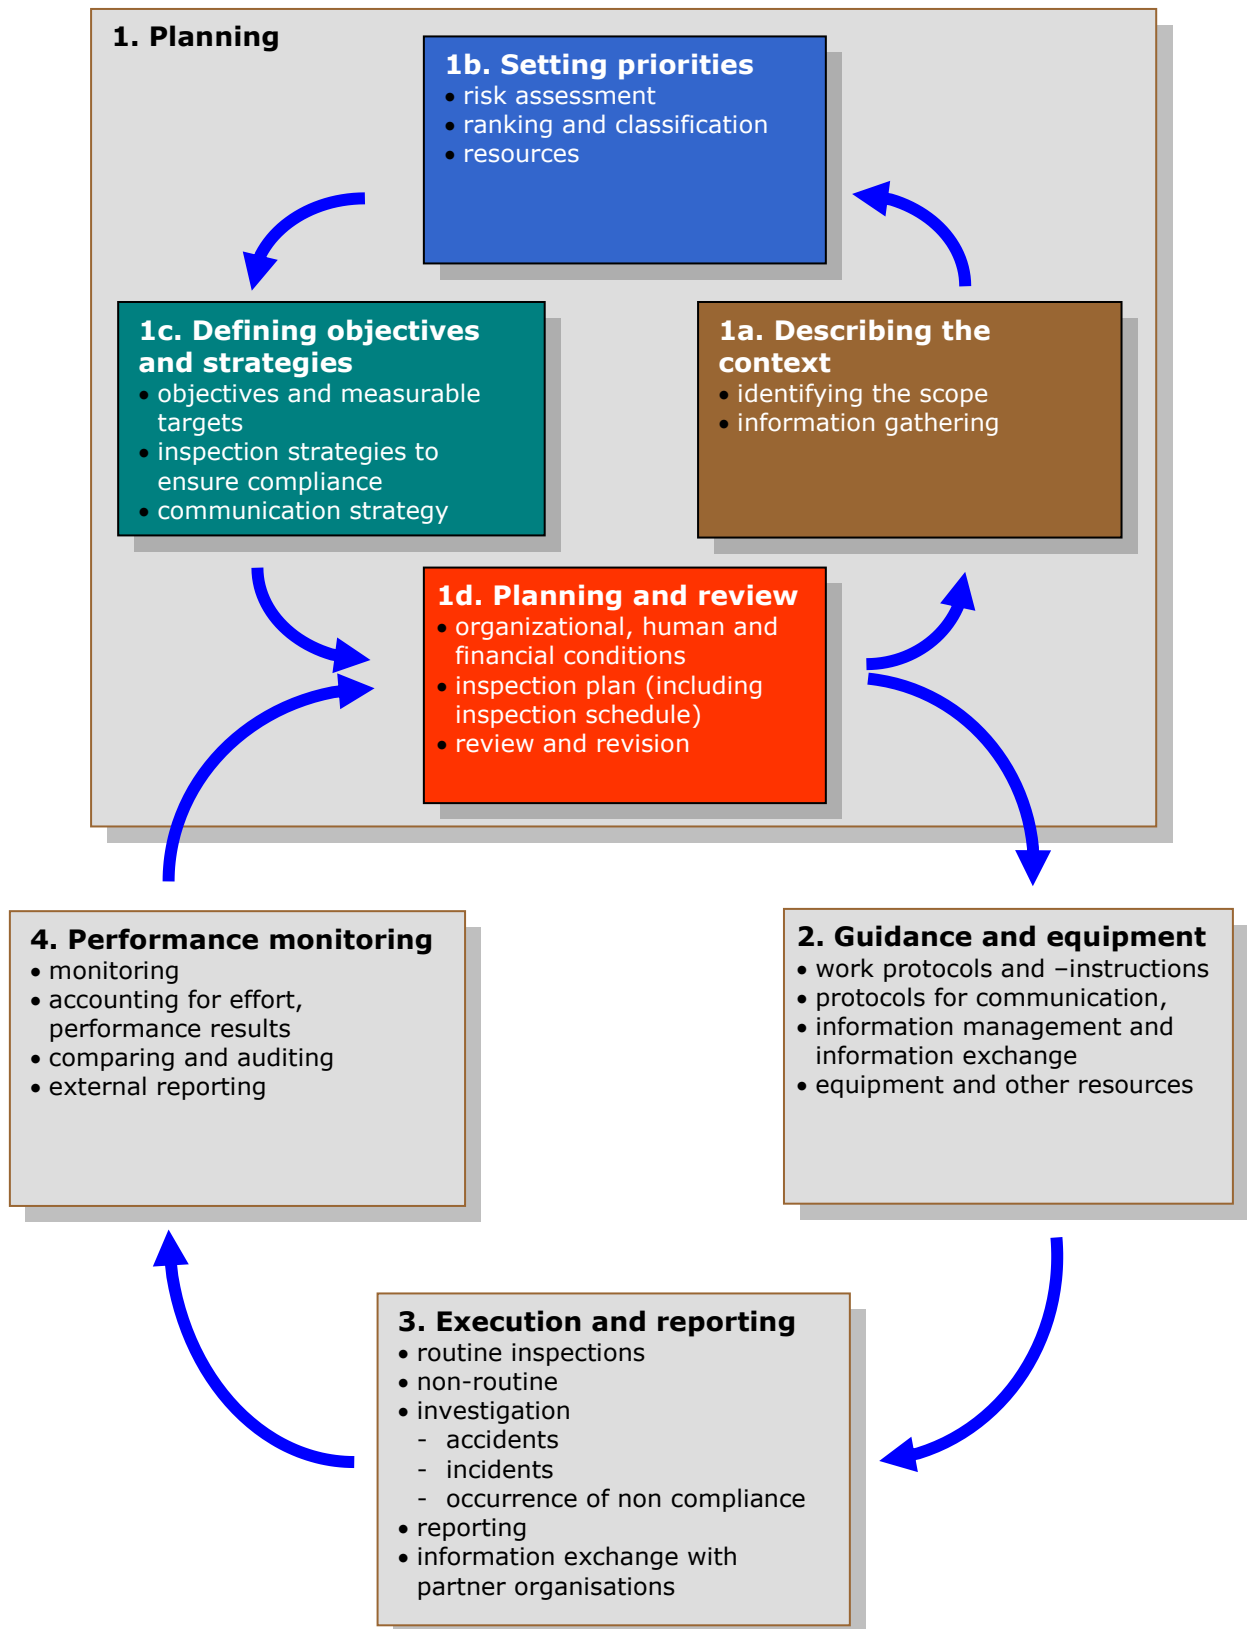 1. Planning
1b. Setting priorities
• risk assessment
• ranking and classification
• resources
1c. Defining objectives
and strategies
• objectives and measurable
targets
• inspection strategies to
ensure compliance
• communication strategy
1a. Describing the
context
• identifying the scope
• information gathering
1d. Planning and review
• organizational, human and
financial conditions
• inspection plan (including
inspection schedule)
• review and revision
2. Guidance and equipment
• work protocols and –instructions
• protocols for communication,
• information management and
information exchange
• equipment and other resources
3. Execution and reporting
• routine inspections
• non-routine
• investigation
- accidents
- incidents
- occurrence of non compliance
• reporting
• information exchange with
partner organisations
4. Performance monitoring
• monitoring
• accounting for effort,
performance results
• comparing and auditing
• external reporting